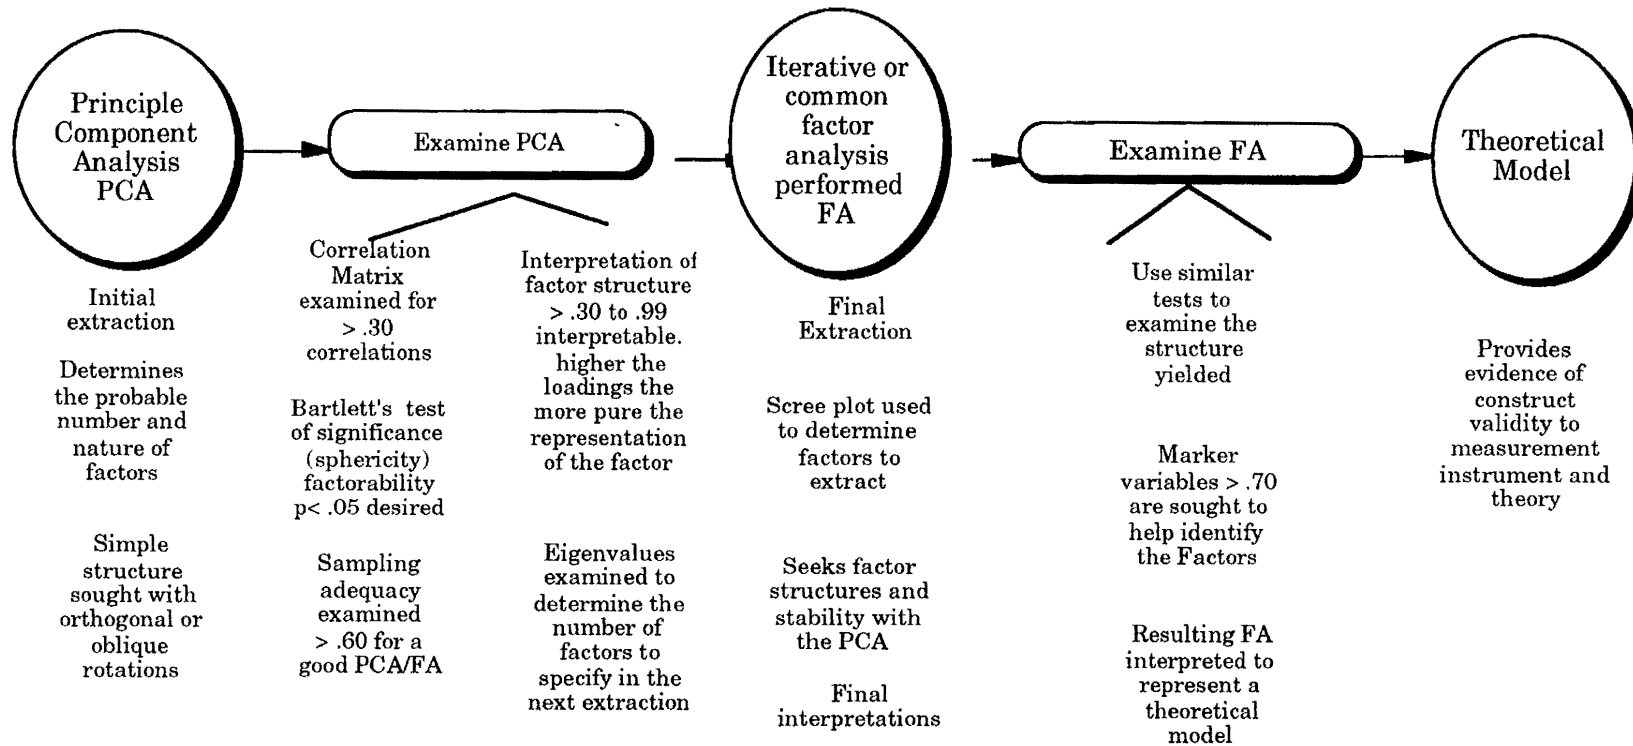 Principle
Component
Analysis
PCA
Initial
extraction
Determines
the probable
number and
nature of
factors
Simple
structure
sought with
orthogonal or
oblique
rotations
Examine PCA
Correlation
Matrix
examined for
> .30
correlations
Bartlett's test
of significance
(sphericity)
factorability
p< .05 desired
Sampling
adequacy
examined
> .60 for a
good PCA/FA
Interpretation of
factor structure
> .30 to .99
interpretable.
higher the
loadings the
more pure the
representation
of the factor
Eigenvalues
examined to
determine the
number of
factors to
specify in the
next extraction
Iterative or
common
factor
analysis
performed
FA
Final
Extraction
Scree plot used
to determine
factors to
extract
Seeks factor
structures and
stability with
the PCA
Final
interpretations
Examine FA
Use similar
tests to
examine the
structure
yielded
Marker
variables > .70
are sought to
help identify
the Factors
Resulting FA
interpreted to
represent a
theoretical
model
Theoretical
Model
Provides
evidence of
construct
validity to
measurement
instrument and
theory